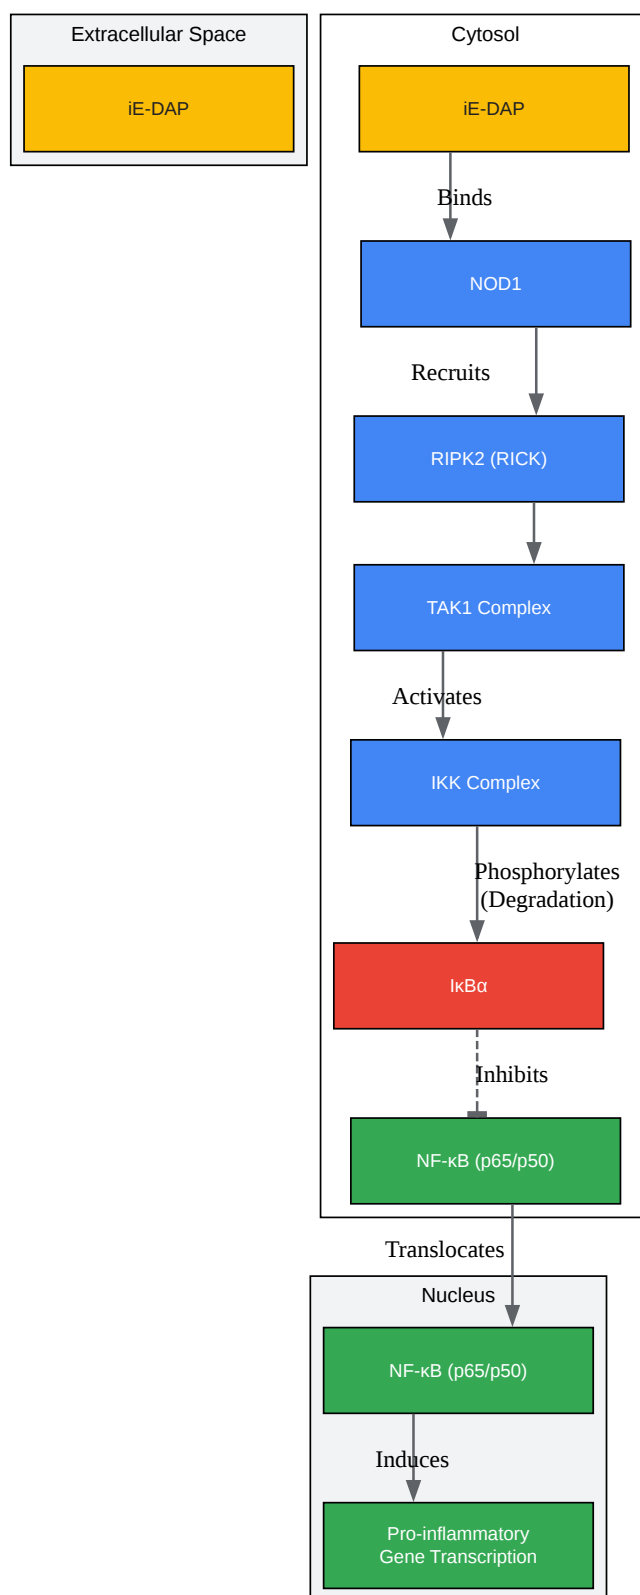 Extracellular Space
iE-DAP
Cytosol
iE-DAP
Binds
NOD1
Recruits
RIPK2 (RICK)
TAK1 Complex
Activates
IKK Complex
Phosphorylates
(Degradation)
IκBα
Inhibits
NF-κB (p65/p50)
Translocates
Nucleus
NF-κB (p65/p50)
Induces
Pro-inflammatory
Gene Transcription